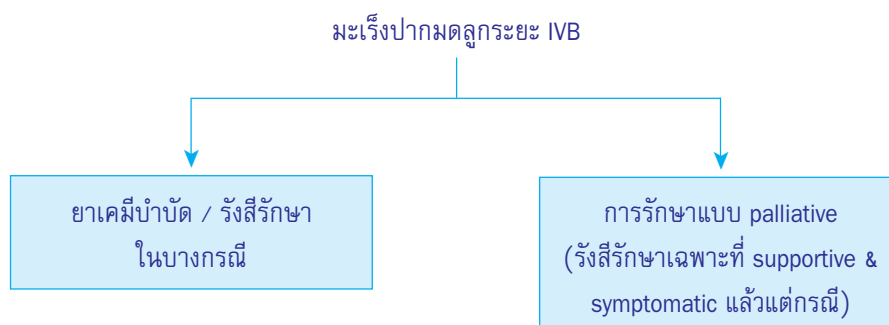 มะเร็งปากมดลูกระยะ IVB
ยาเคมีบำบัด / รังสีรักษา
ในบางกรณี
การรักษาแบบ palliative
(รังสีรักษาเฉพาะที่ supportive &
symptomatic แล้วแต่กรณี)